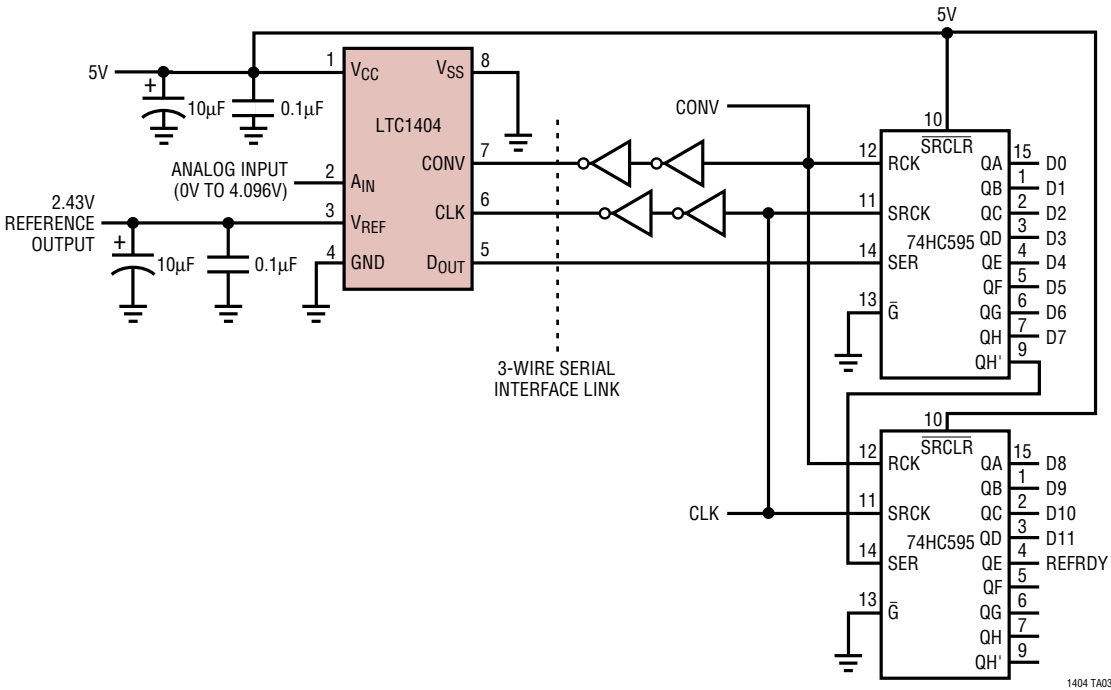 5V
5V
+
10µF
0.1µF
1
VCC
VSS
8
LTC1404
ANALOG INPUT
(0V TO 4.096V)
2
AIN
CONV
7
2.43V
REFERENCE
OUTPUT
3
VREF
CLK
6
+
10µF
0.1µF
4
GND
DOUT
5
3-WIRE SERIAL
INTERFACE LINK
CONV
CLK
10
SRCLR
12
RCK
11
SRCK
74HC595
14
SER
13
G
QA
15
D0
QB
1
D1
QC
2
D2
QD
3
D3
QE
4
D4
QF
5
D5
QG
6
D6
QH
7
D7
QH'
9
10
SRCLR
12
RCK
11
SRCK
74HC595
14
SER
13
G
QA
15
D8
QB
1
D9
QC
2
D10
QD
3
D11
QE
4
REFRDY
QF
5
QG
6
QH
7
QH'
9
1404 TA03